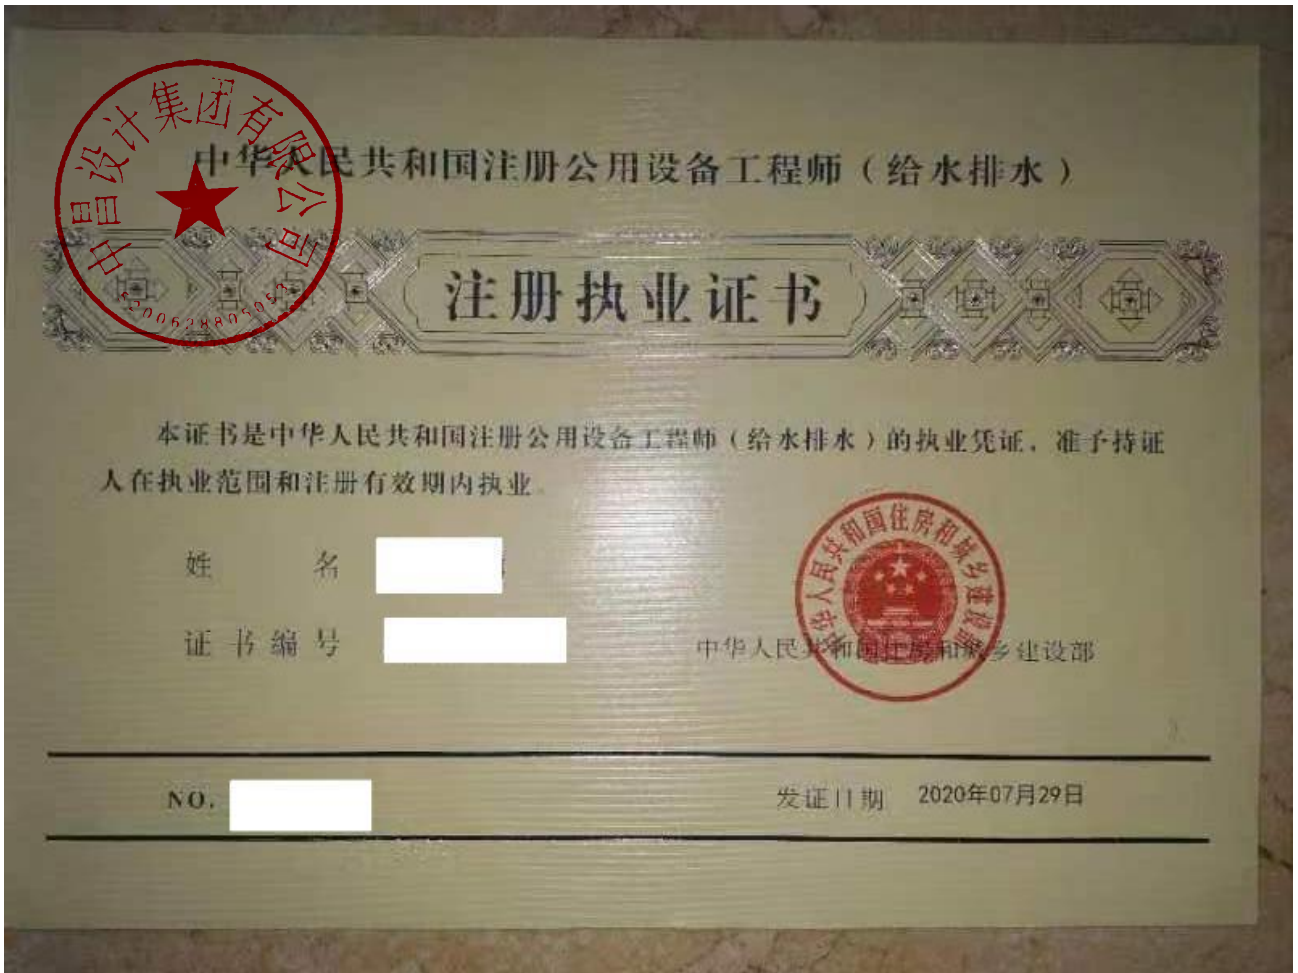 中昌设计集团有限公司
中华人民共和国注册公用设备工程师（给水排水）
注册执业证书
本证书是中华人民共和国注册公用设备工程师（给水排水）的执业凭证，准予持证
人在执业范围和注册有效期内执业。
姓 名
中华人民共和国住房和城乡建设部
证书编号
中华人民共和国住房和城乡建设部
NO.
发证日期 2020年07月29日